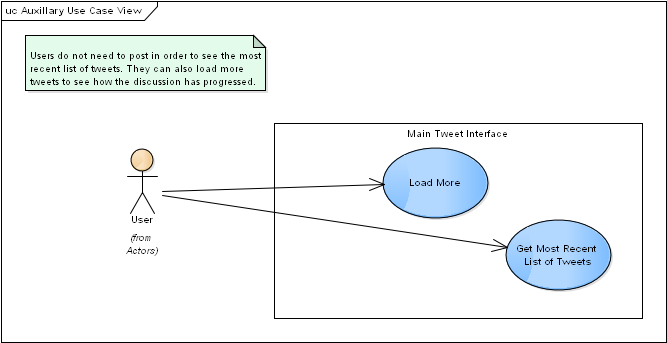 uc Auxillary Use Case View
Users do not need to post in order to see the most
recent list of tweets. They can also load more
tweets to see how the discussion has progressed.
Main Tweet Interface
Load More
User
(from
Actors)
Get Most Recent
List of Tweets